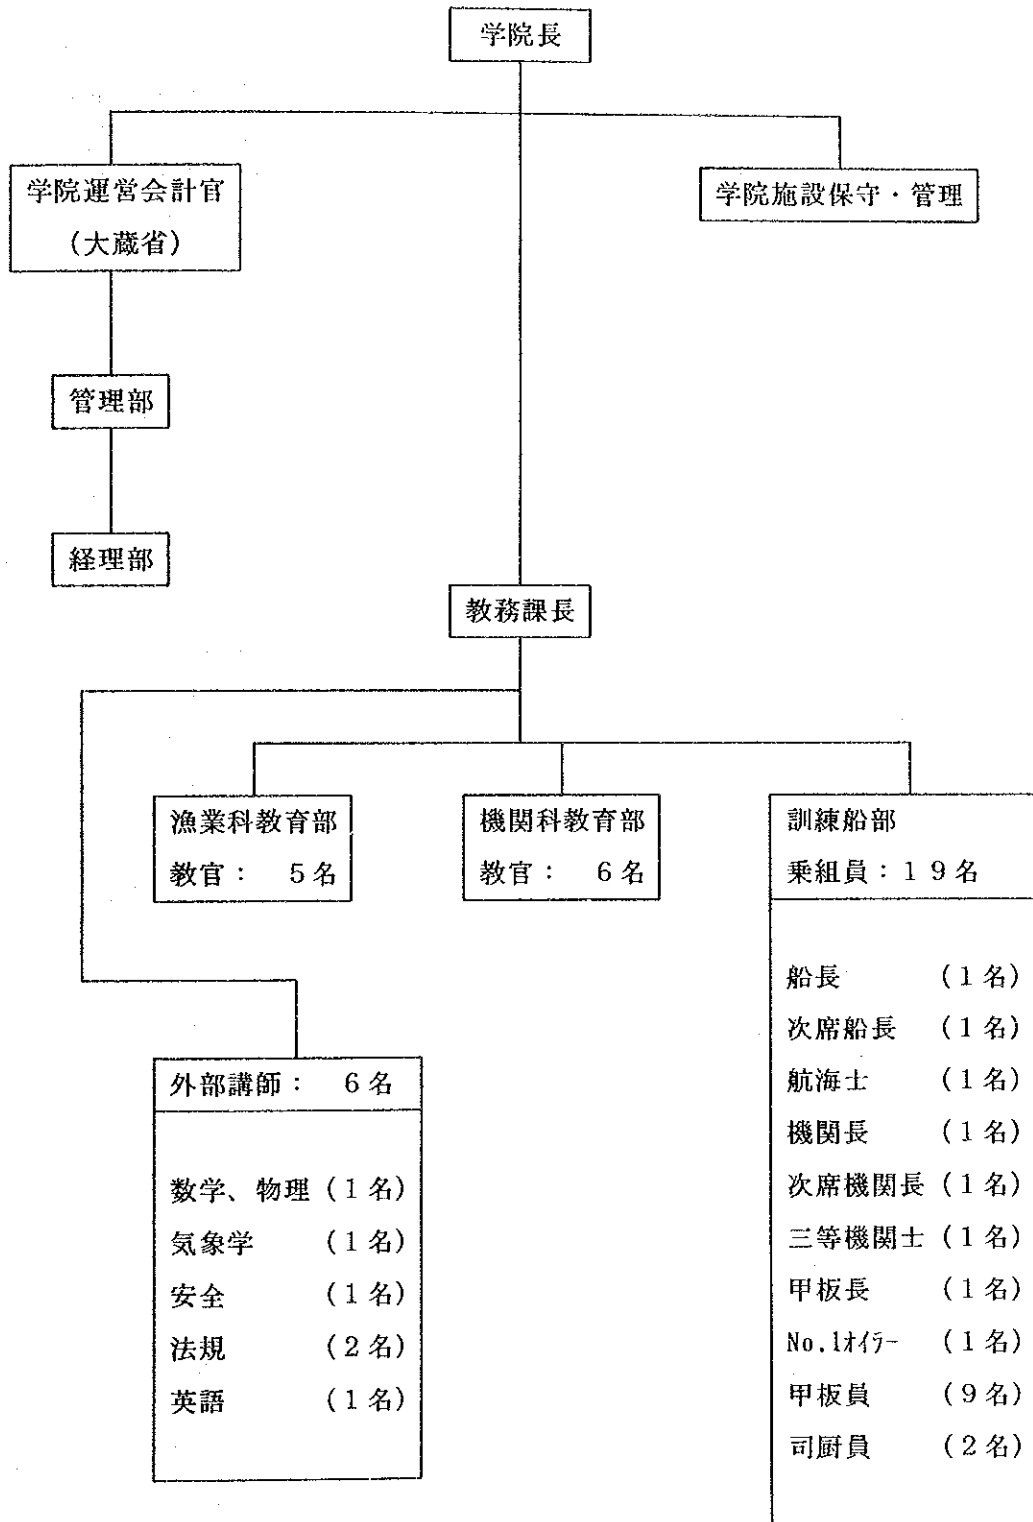 学院長
学院運営会計官
(大蔵省)
学院施設保守・管理
管理部
経理部
教務課長
漁業科教育部
教官： 5名
機関科教育部
教官： 6名
訓練船部
乗組員：19名
船長 (1名)
次席船長 (1名)
航海士 (1名)
機関長 (1名)
次席機関長 (1名)
三等機関士 (1名)
甲板長 (1名)
No.1ｵｲﾗｰ (1名)
甲板員 (9名)
司厨員 (2名)
外部講師： 6名
数学、物理 (1名)
気象学 (1名)
安全 (1名)
法規 (2名)
英語 (1名)